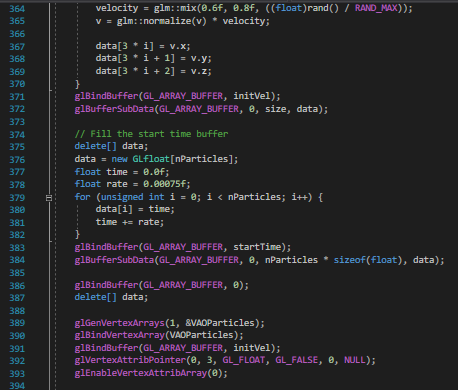 364 velocity = glm::mix(0.6f, 0.8f, ((float)rand() / RAND_MAX));
365 v = glm::normalize(v) * velocity;
366
367 data[3 * i] = v.x;
368 data[3 * i + 1] = v.y;
369 data[3 * i + 2] = v.z;
370 }
371 glBindBuffer(GL_ARRAY_BUFFER, initVel);
372 glBufferSubData(GL_ARRAY_BUFFER, 0, size, data);
373
374 // Fill the start time buffer
375 delete[] data;
376 data = new GLfloat[nParticles];
377 float time = 0.0f;
378 float rate = 0.00075f;
379 for (unsigned int i = 0; i < nParticles; i++) {
380 data[i] = time;
381 time += rate;
382 }
383 glBindBuffer(GL_ARRAY_BUFFER, startTime);
384 glBufferSubData(GL_ARRAY_BUFFER, 0, nParticles * sizeof(float), data);
385
386 glBindBuffer(GL_ARRAY_BUFFER, 0);
387 delete[] data;
388
389 glGenVertexArrays(1, &VAOParticles);
390 glBindVertexArray(VAOParticles);
391 glBindBuffer(GL_ARRAY_BUFFER, initVel);
392 glVertexAttribPointer(0, 3, GL_FLOAT, GL_FALSE, 0, NULL);
393 glEnableVertexAttribArray(0);
394